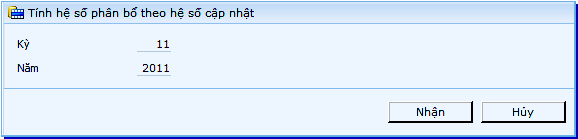 Tính hệ số phân bổ theo hệ số cập nhật
Kỳ 11
Năm 2011
Nhận Hủy